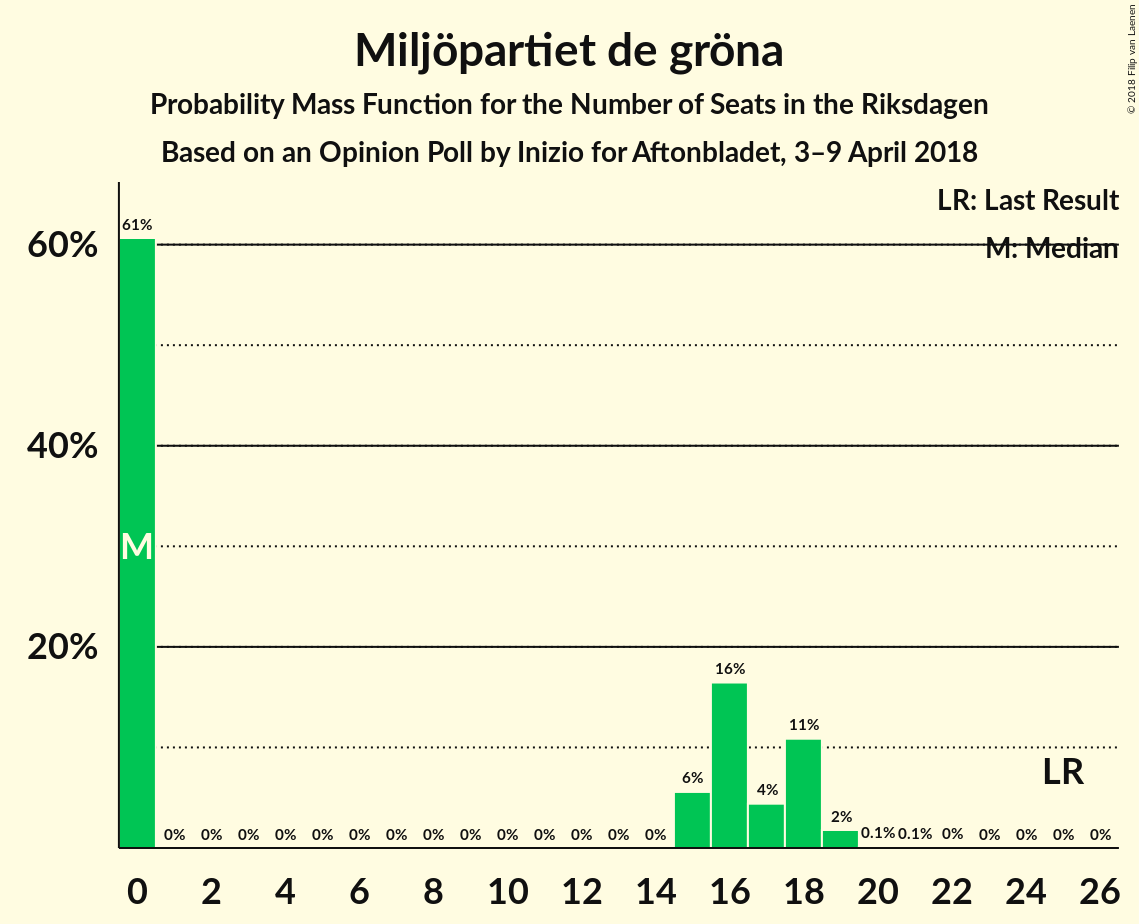 Miljöpartiet de gröna
Probability Mass Function for the Number of Seats in the Riksdagen
Based on an Opinion Poll by Inizio for Aftonbladet, 3–9 April 2018
© 2018 Filip van Laenen
LR: Last Result
M: Median
60%
40%
20%
61%
0% 0% 0% 0% 0% 0% 0% 0% 0% 0% 0% 0% 0% 0% 6% 16% 4% 11% 2% 0.1% 0.1% 0% 0% 0% 0% 0%
M
LR
0 2 4 6 8 10 12 14 16 18 20 22 24 26